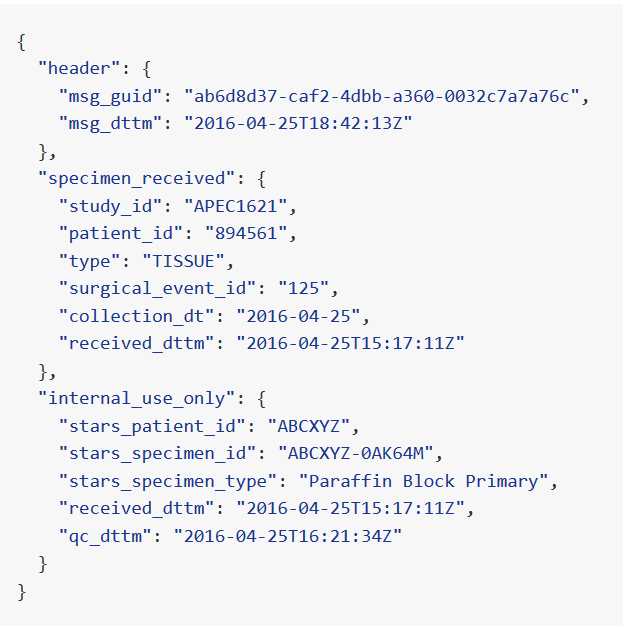 {
  "header": {
    "msg_guid": "ab6d8d37-caf2-4dbb-a360-0032c7a7a76c",
    "msg_dttm": "2016-04-25T18:42:13Z"
  },
  "specimen_received": {
    "study_id": "APEC1621",
    "patient_id": "894561",
    "type": "TISSUE",
    "surgical_event_id": "125",
    "collection_dt": "2016-04-25",
    "received_dttm": "2016-04-25T15:17:11Z"
  },
  "internal_use_only": {
    "stars_patient_id": "ABCXYZ",
    "stars_specimen_id": "ABCXYZ-0AK64M",
    "stars_specimen_type": "Paraffin Block Primary",
    "received_dttm": "2016-04-25T15:17:11Z",
    "qc_dttm": "2016-04-25T16:21:34Z"
  }
}